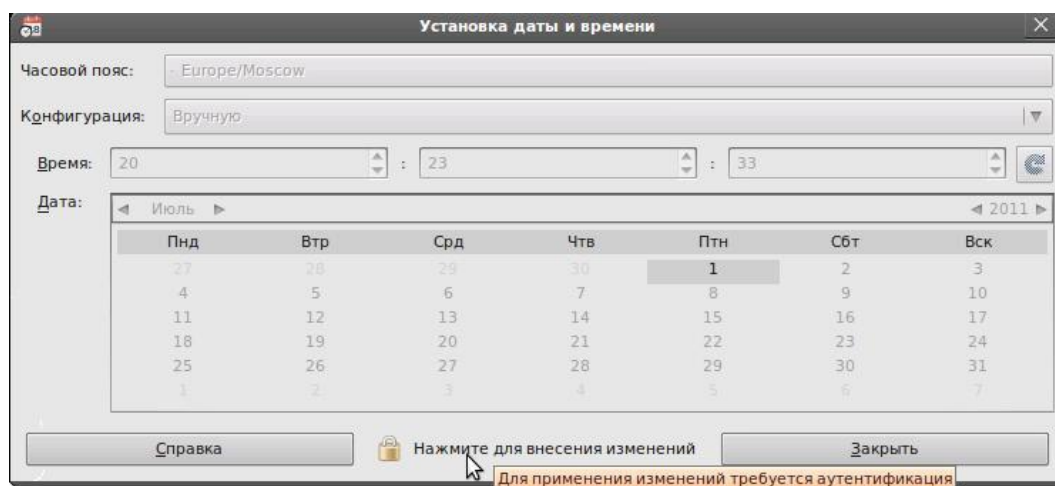 Установка даты и времени
Часовой пояс: Europe/Moscow
Конфигурация: Вручную
Время: 20 : 23 : 33
Дата: Июль 2011
Пнд Втр Срд Чтв Птн Сбт Вск
27 28 29 30 1 2 3
4 5 6 7 8 9 10
11 12 13 14 15 16 17
18 19 20 21 22 23 24
25 26 27 28 29 30 31
1 2 3 4 5 6 7
Справка Нажмите для внесения изменений Закрыть
Для применения изменений требуется аутентификация